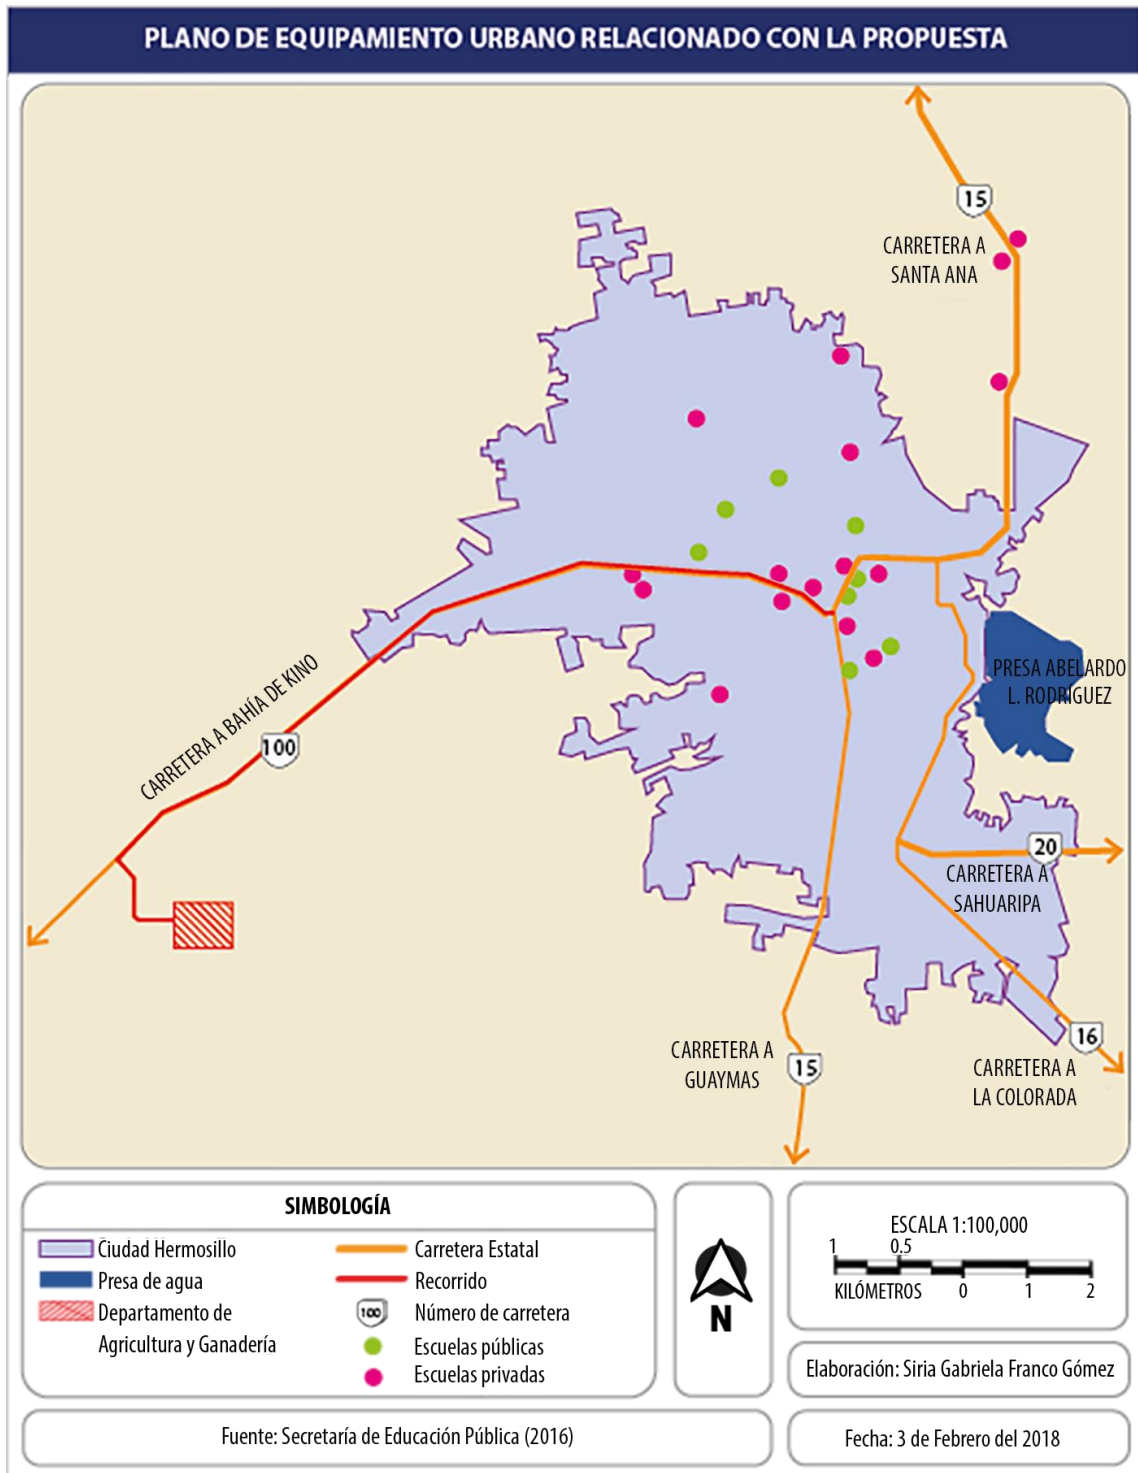 PLANO DE EQUIPAMIENTO URBANO RELACIONADO CON LA PROPUESTA
15
CARRETERA A
SANTA ANA
PRESA ABELARDO
L. RODRÍGUEZ
CARRETERA A BAHÍA DE KINO
100
20
CARRETERA A
SAHUARIPA
16
CARRETERA A
LA COLORADA
CARRETERA A
GUAYMAS
15
SIMBOLOGÍA
Ciudad Hermosillo
Presa de agua
Departamento de
Agricultura y Ganadería
Carretera Estatal
Recorrido
100
Número de carretera
Escuelas públicas
Escuelas privadas
N
ESCALA 1:100,000
1 0.5
KILÓMETROS 0 1 2
Elaboración: Siria Gabriela Franco Gómez
Fuente: Secretaría de Educación Pública (2016)
Fecha: 3 de Febrero del 2018